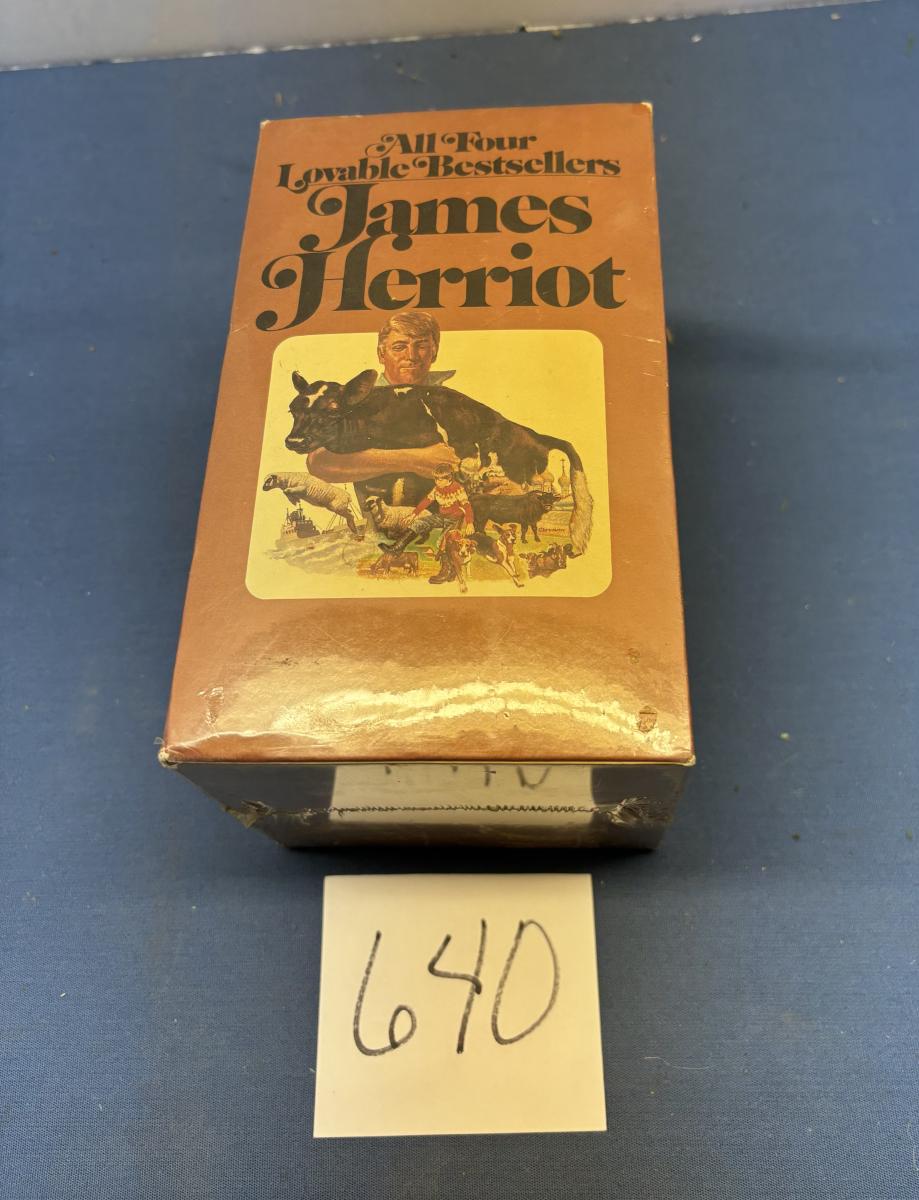 All Four
Lovable Bestsellers
James
Herriot
640